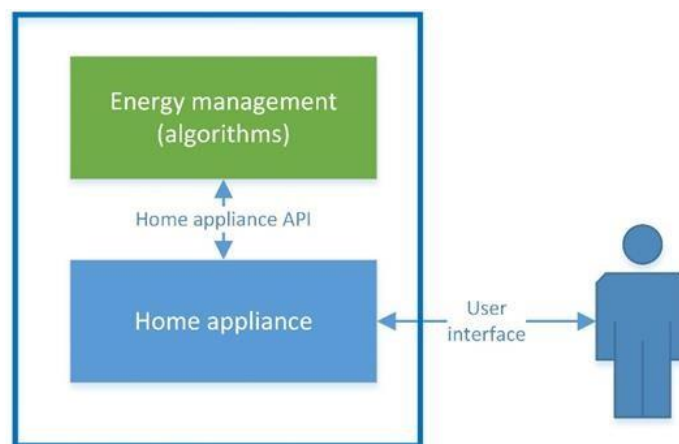 Energy management
(algorithms)
Home appliance API
Home appliance
User
interface